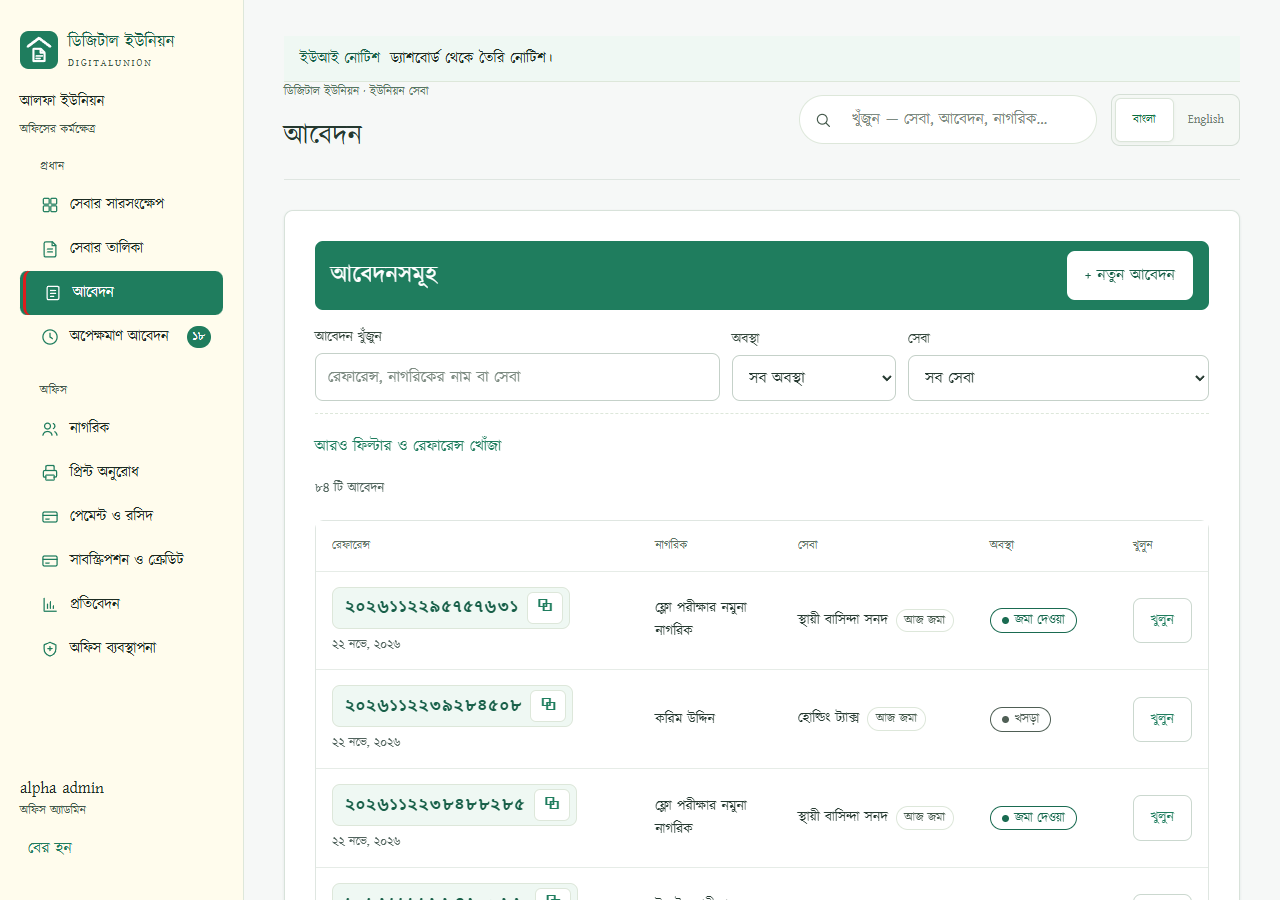 ডিজিটাল ইউনিয়ন
DIGITALUNION
আলফা ইউনিয়ন
অফিসের কর্মক্ষেত্র
প্রধান
সেবার সারসংক্ষেপ
সেবার তালিকা
আবেদন
অপেক্ষমাণ আবেদন ১৮
অফিস
নাগরিক
প্রিন্ট অনুরোধ
পেমেন্ট ও রসিদ
সাবস্ক্রিপশন ও ক্রেডিট
প্রতিবেদন
অফিস ব্যবস্থাপনা
alpha admin
অফিস অ্যাডমিন
বের হন
ইউআই নোটিশ ড্যাশবোর্ড থেকে তৈরি নোটিশ।
ডিজিটাল ইউনিয়ন · ইউনিয়ন সেবা
আবেদন
খুঁজুন — সেবা, আবেদন, নাগরিক...
বাংলা English
আবেদনসমূহ
+ নতুন আবেদন
আবেদন খুঁজুন অবস্থা সেবা
রেফারেন্স, নাগরিকের নাম বা সেবা সব অবস্থা সব সেবা
আরও ফিল্টার ও রেফারেন্স খোঁজা
৮৪ টি আবেদন
রেফারেন্স নাগরিক সেবা অবস্থা খুলুন
২০২৬১১২২৯৫৭৫৭৬৩১ ফ্লো পরীক্ষার নমুনা নাগরিক স্থায়ী বাসিন্দা সনদ আজ জমা জমা দেওয়া খুলুন
২২ নভে, ২০২৬
২০২৬১১২২৩৯২৮৪৫০৮ করিম উদ্দিন হোল্ডিং ট্যাক্স আজ জমা খসড়া খুলুন
২২ নভে, ২০২৬
২০২৬১১২২৩৮৪৮৮২৮৫ ফ্লো পরীক্ষার নমুনা নাগরিক স্থায়ী বাসিন্দা সনদ আজ জমা জমা দেওয়া খুলুন
২২ নভে, ২০২৬